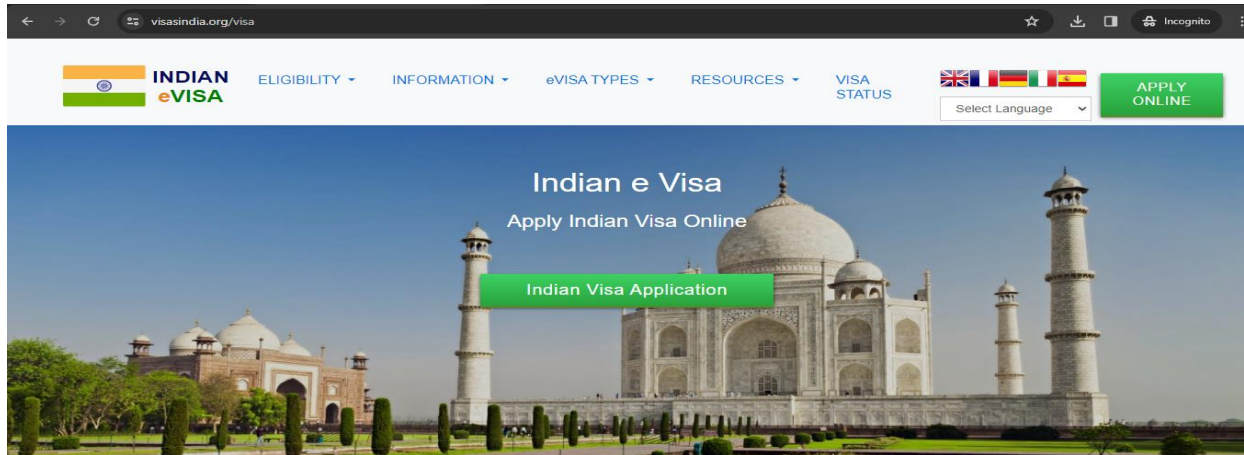 visasindia.org/visa
Incognito
INDIAN
eVISA
ELIGIBILITY
INFORMATION
eVISA TYPES
RESOURCES
VISA
STATUS
Select Language
APPLY
ONLINE
Indian e Visa
Apply Indian Visa Online
Indian Visa Application